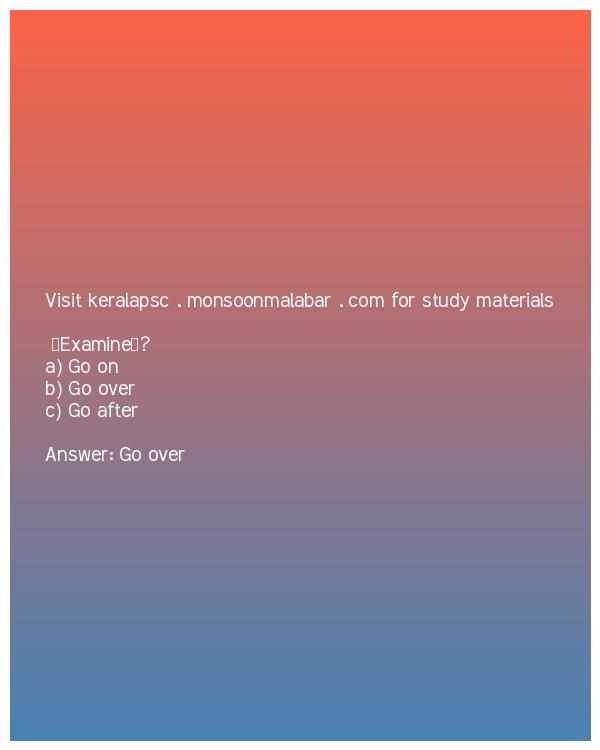 Visit keralapsc . monsoonmalabar . com for study materials
▯Examine▯?
a) Go on
b) Go over
c) Go after
Answer: Go over